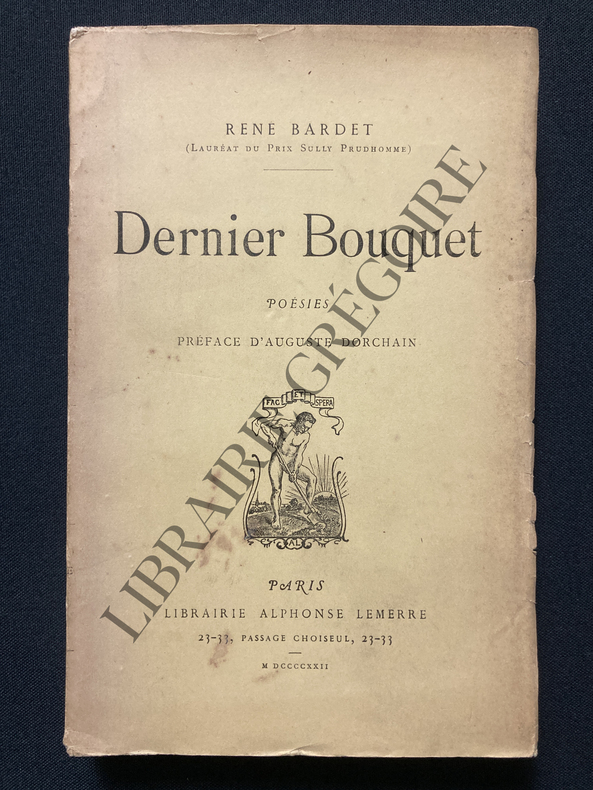 RENÉ BARDET
(LAURÉAT DU PRIX SULLY PRUDHOMME)
Dernier Bouquet
POÉSIES
PRÉFACE D'AUGUSTE DORCHAIN
FAC ET SPERA
AL
PARIS
LIBRAIRIE ALPHONSE LEMERRE
23-33, PASSAGE CHOISEUL, 23-33
M DCCCCXXII
LIBRAIRIE GRÉGOIRE